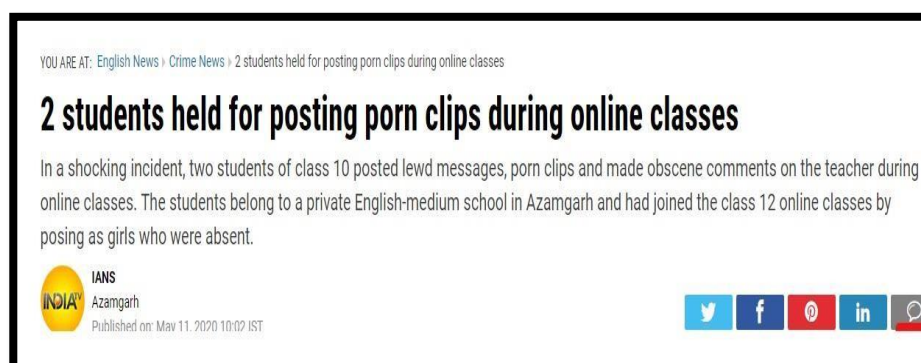 YOU ARE AT: English News › Crime News › 2 students held for posting porn clips during online classes
2 students held for posting porn clips during online classes
In a shocking incident, two students of class 10 posted lewd messages, porn clips and made obscene comments on the teacher during
online classes. The students belong to a private English-medium school in Azamgarh and had joined the class 12 online classes by
posing as girls who were absent.
IANS
INDIA TV
Azamgarh
Published on: May 11, 2020 10:02 IST
f
in